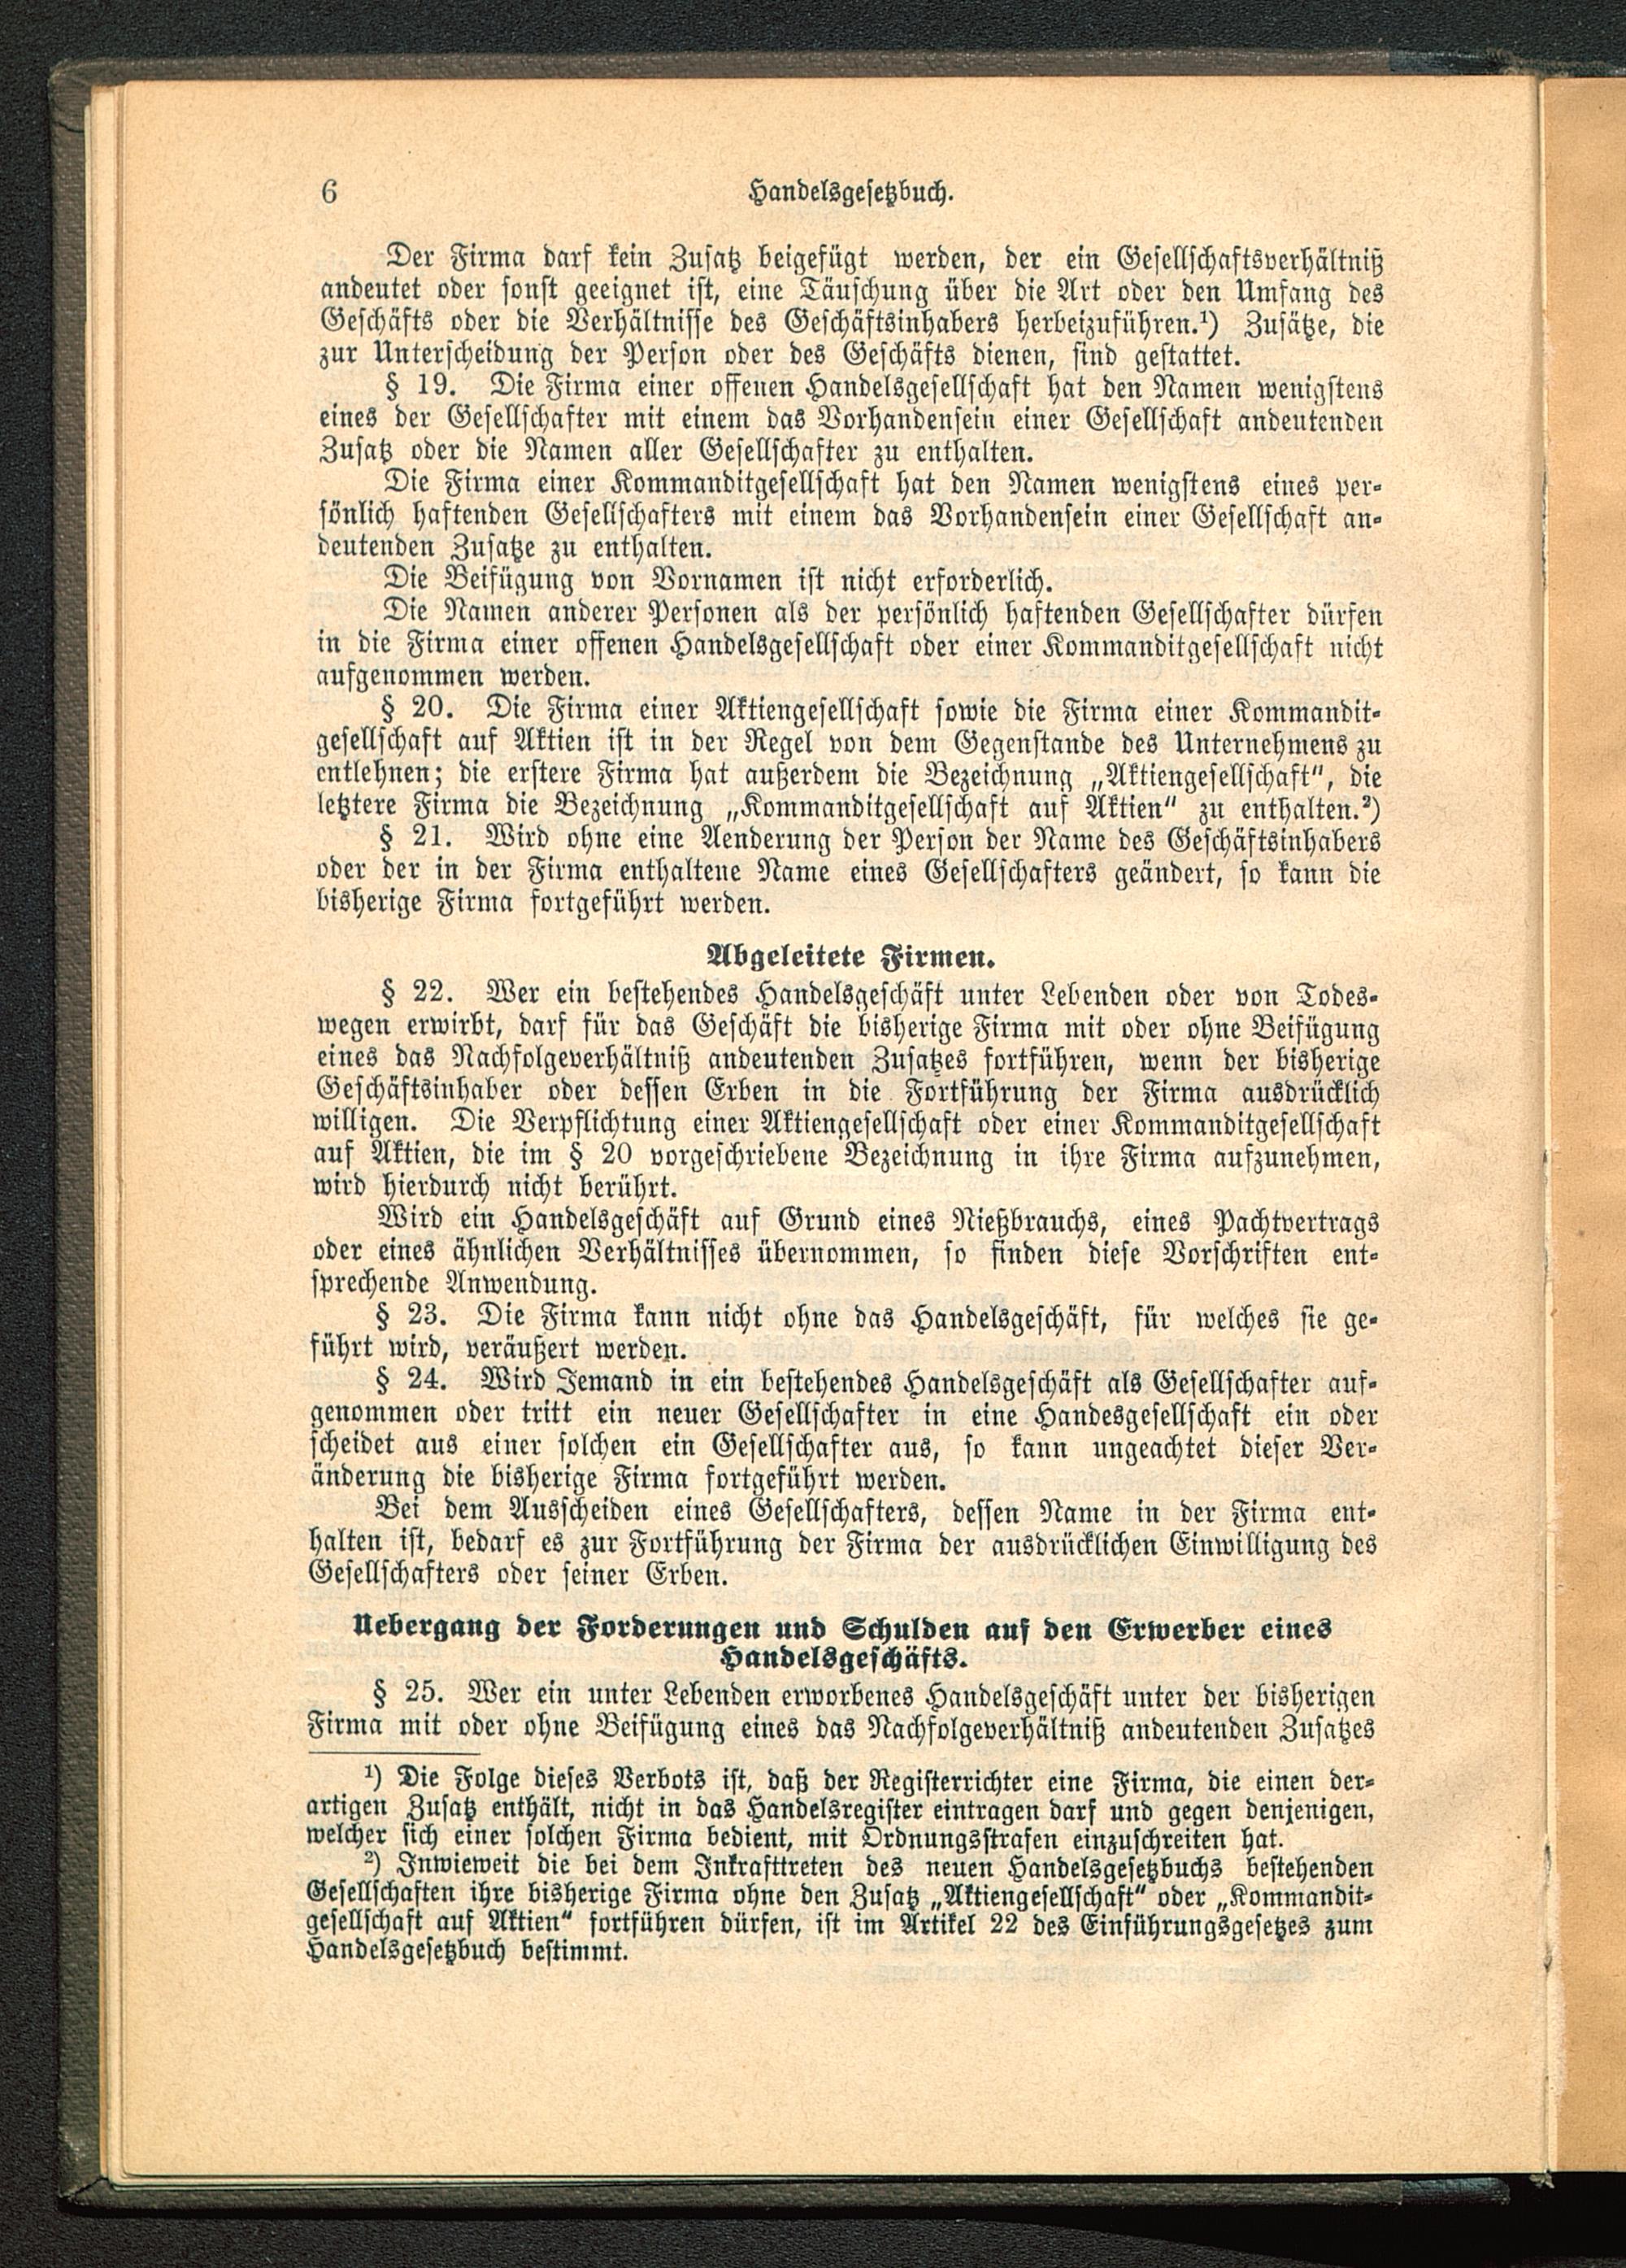 6
Handelsgesetzbuch.
Der Firma darf kein Zusatz beigefügt werden, der ein Gesellschaftsverhältniß
andeutet oder sonst geeignet ist, eine Täuschung über die Art oder den Umfang des
Geschäfts oder die Verhältnisse des Geschäftsinhabers herbeizuführen.¹) Zusätze, die
zur Unterscheidung der Person oder des Geschäfts dienen, sind gestattet.
§ 19. Die Firma einer offenen Handelsgesellschaft hat den Namen wenigstens
eines der Gesellschafter mit einem das Vorhandensein einer Gesellschaft andeutenden
Zusatz oder die Namen aller Gesellschafter zu enthalten.
Die Firma einer Kommanditgesellschaft hat den Namen wenigstens eines per-
sönlich haftenden Gesellschafters mit einem das Vorhandensein einer Gesellschaft an-
deutenden Zusatze zu enthalten.
Die Beifügung von Vornamen ist nicht erforderlich.
Die Namen anderer Personen als der persönlich haftenden Gesellschafter dürfen
in die Firma einer offenen Handelsgesellschaft oder einer Kommanditgesellschaft nicht
aufgenommen werden.
§ 20. Die Firma einer Aktiengesellschaft sowie die Firma einer Kommandit-
gesellschaft auf Aktien ist in der Regel von dem Gegenstande des Unternehmens zu
entlehnen; die erstere Firma hat außerdem die Bezeichnung „Aktiengesellschaft", die
letztere Firma die Bezeichnung „Kommanditgesellschaft auf Aktien" zu enthalten.²)
§ 21. Wird ohne eine Aenderung der Person der Name des Geschäftsinhabers
oder der in der Firma enthaltene Name eines Gesellschafters geändert, so kann die
bisherige Firma fortgeführt werden.
Abgeleitete Firmen.
§ 22. Wer ein bestehendes Handelsgeschäft unter Lebenden oder von Todes-
wegen erwirbt, darf für das Geschäft die bisherige Firma mit oder ohne Beifügung
eines das Nachfolgeverhältniß andeutenden Zusatzes fortführen, wenn der bisherige
Geschäftsinhaber oder dessen Erben in die Fortführung der Firma ausdrücklich
willigen. Die Verpflichtung einer Aktiengesellschaft oder einer Kommanditgesellschaft
auf Aktien, die im § 20 vorgeschriebene Bezeichnung in ihre Firma aufzunehmen,
wird hierdurch nicht berührt.
Wird ein Handelsgeschäft auf Grund eines Nießbrauchs, eines Pachtvertrags
oder eines ähnlichen Verhältnisses übernommen, so finden diese Vorschriften ent-
sprechende Anwendung.
§ 23. Die Firma kann nicht ohne das Handelsgeschäft, für welches sie ge-
führt wird, veräußert werden.
§ 24. Wird Jemand in ein bestehendes Handelsgeschäft als Gesellschafter auf-
genommen oder tritt ein neuer Gesellschafter in eine Handesgesellschaft ein oder
scheidet aus einer solchen ein Gesellschafter aus, so kann ungeachtet dieser Ver-
änderung die bisherige Firma fortgeführt werden.
Bei dem Ausscheiden eines Gesellschafters, dessen Name in der Firma ent-
halten ist, bedarf es zur Fortführung der Firma der ausdrücklichen Einwilligung des
Gesellschafters oder seiner Erben.
Uebergang der Forderungen und Schulden auf den Erwerber eines
Handelsgeschäfts.
§ 25. Wer ein unter Lebenden erworbenes Handelsgeschäft unter der bisherigen
Firma mit oder ohne Beifügung eines das Nachfolgeverhältniß andeutenden Zusatzes
¹) Die Folge dieses Verbots ist, daß der Registerrichter eine Firma, die einen der-
artigen Zusatz enthält, nicht in das Handelsregister eintragen darf und gegen denjenigen,
welcher sich einer solchen Firma bedient, mit Ordnungsstrafen einzuschreiten hat.
²) Inwieweit die bei dem Inkrafttreten des neuen Handelsgesetzbuchs bestehenden
Gesellschaften ihre bisherige Firma ohne den Zusatz „Aktiengesellschaft" oder „Kommandit-
gesellschaft auf Aktien" fortführen dürfen, ist im Artikel 22 des Einführungsgesetzes zum
Handelsgesetzbuch bestimmt.